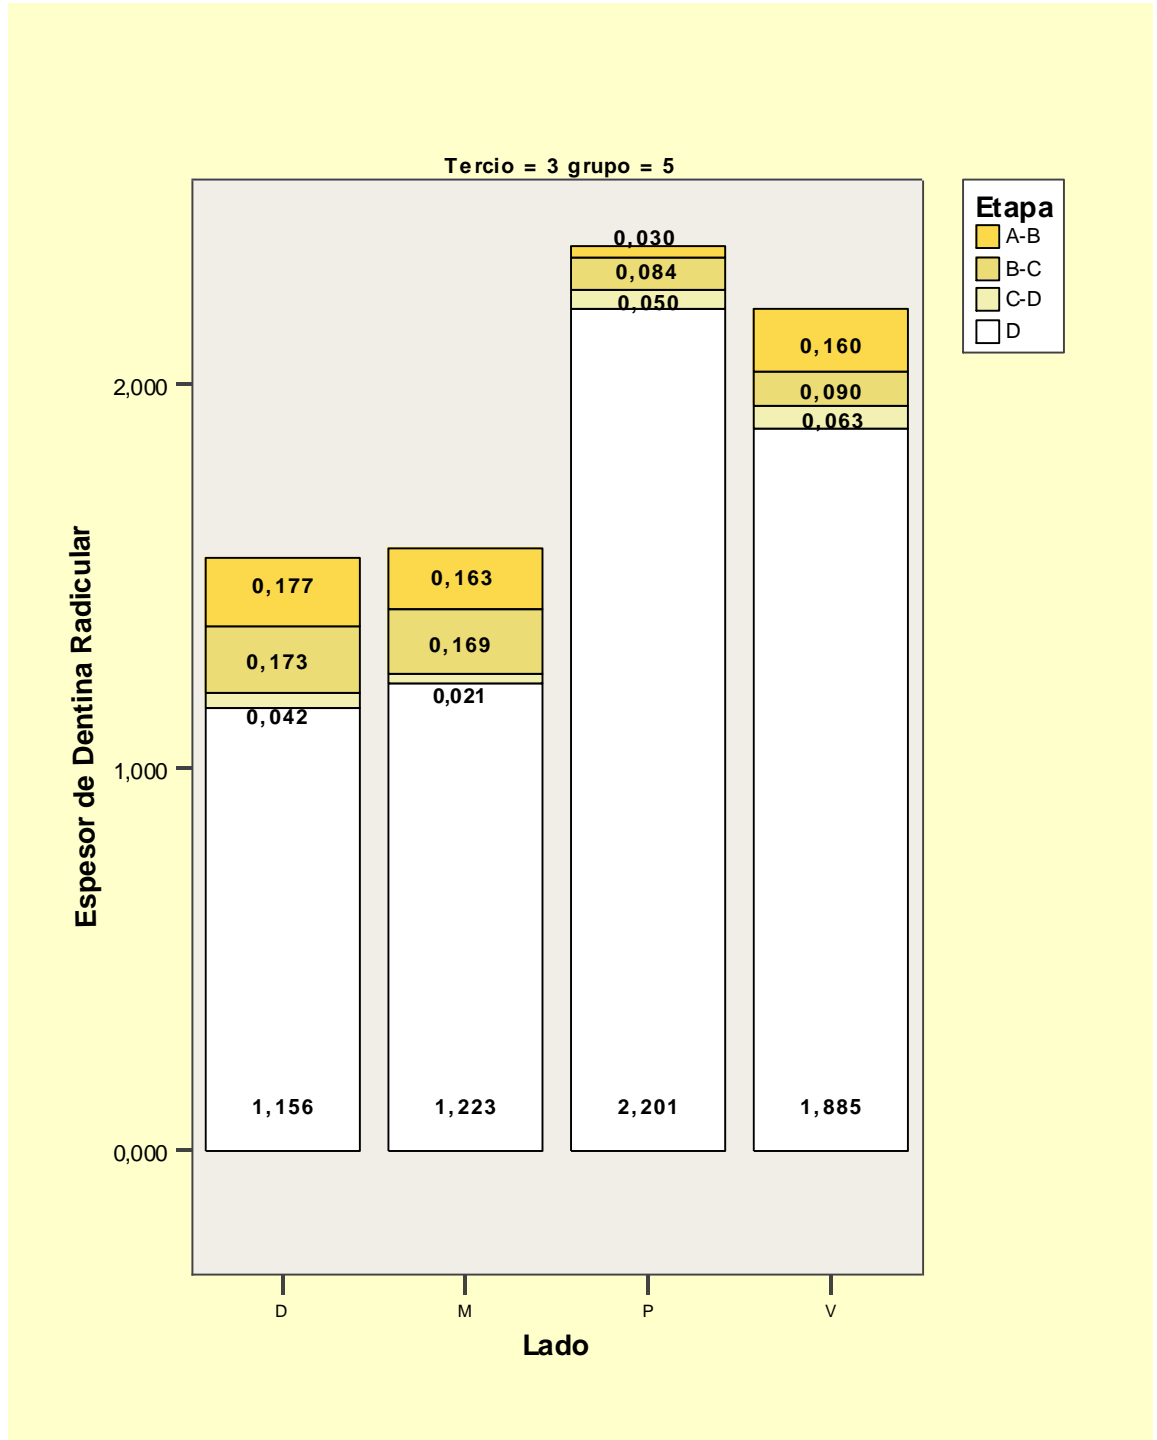 Tercio = 3 grupo = 5
Etapa
A-B
B-C
C-D
D
Espesor de Dentina Radicular
2,000
1,000
0,000
0,177
0,173
0,042
1,156
0,163
0,169
0,021
1,223
0,030
0,084
0,050
2,201
0,160
0,090
0,063
1,885
D
M
P
V
Lado